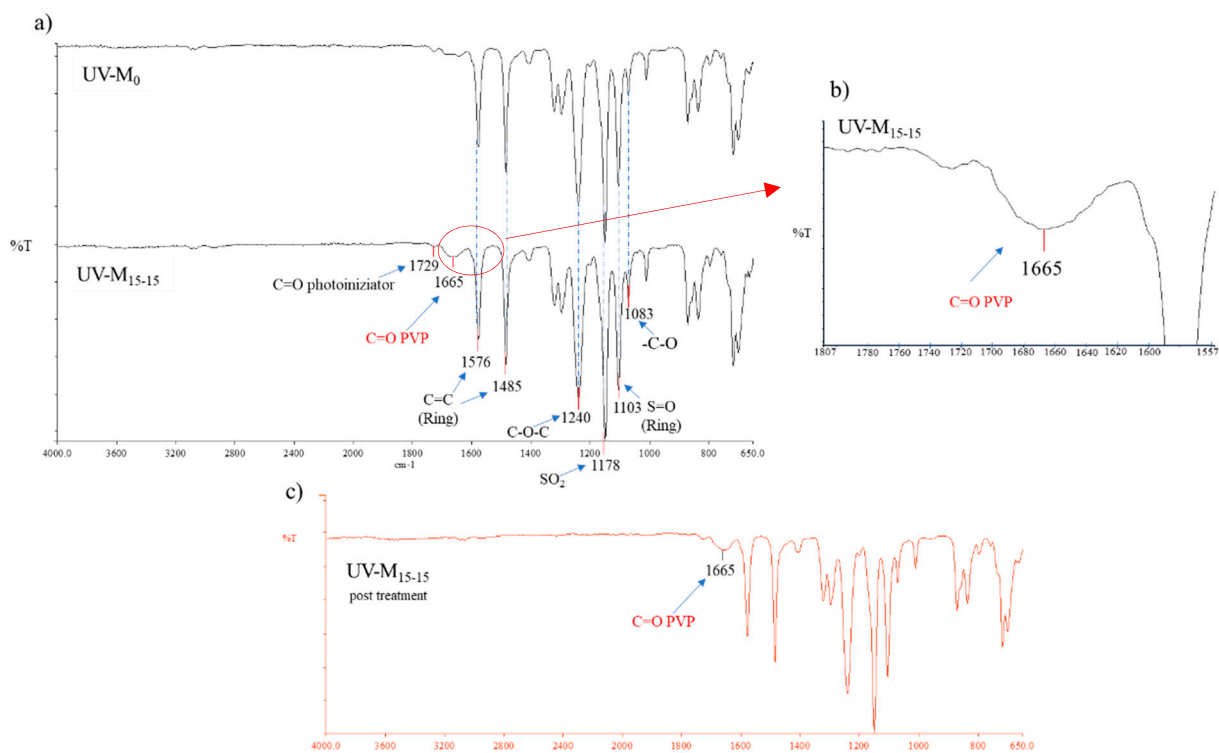 a)
UV-M0
%T
UV-M15-15
1729
C=O photoiniziator
1665
C=O PVP
1576
C=C
(Ring)
1485
1240
C-O-C
1178
SO2
1103
S=O
(Ring)
1083
-C-O
4000.0 3600 3200 2800 2400 2000 1800 1600 1400 1200 1000 800 650.0
cm-1
b)
UV-M15-15
%T
1665
C=O PVP
1807 1780 1760 1740 1720 1700 1680 1660 1640 1620 1600 1580 1557
c)
%T
UV-M15-15
post treatment
1665
C=O PVP
4000.0 3600 3200 2800 2400 2000 1800 1600 1400 1200 1000 800 650.0